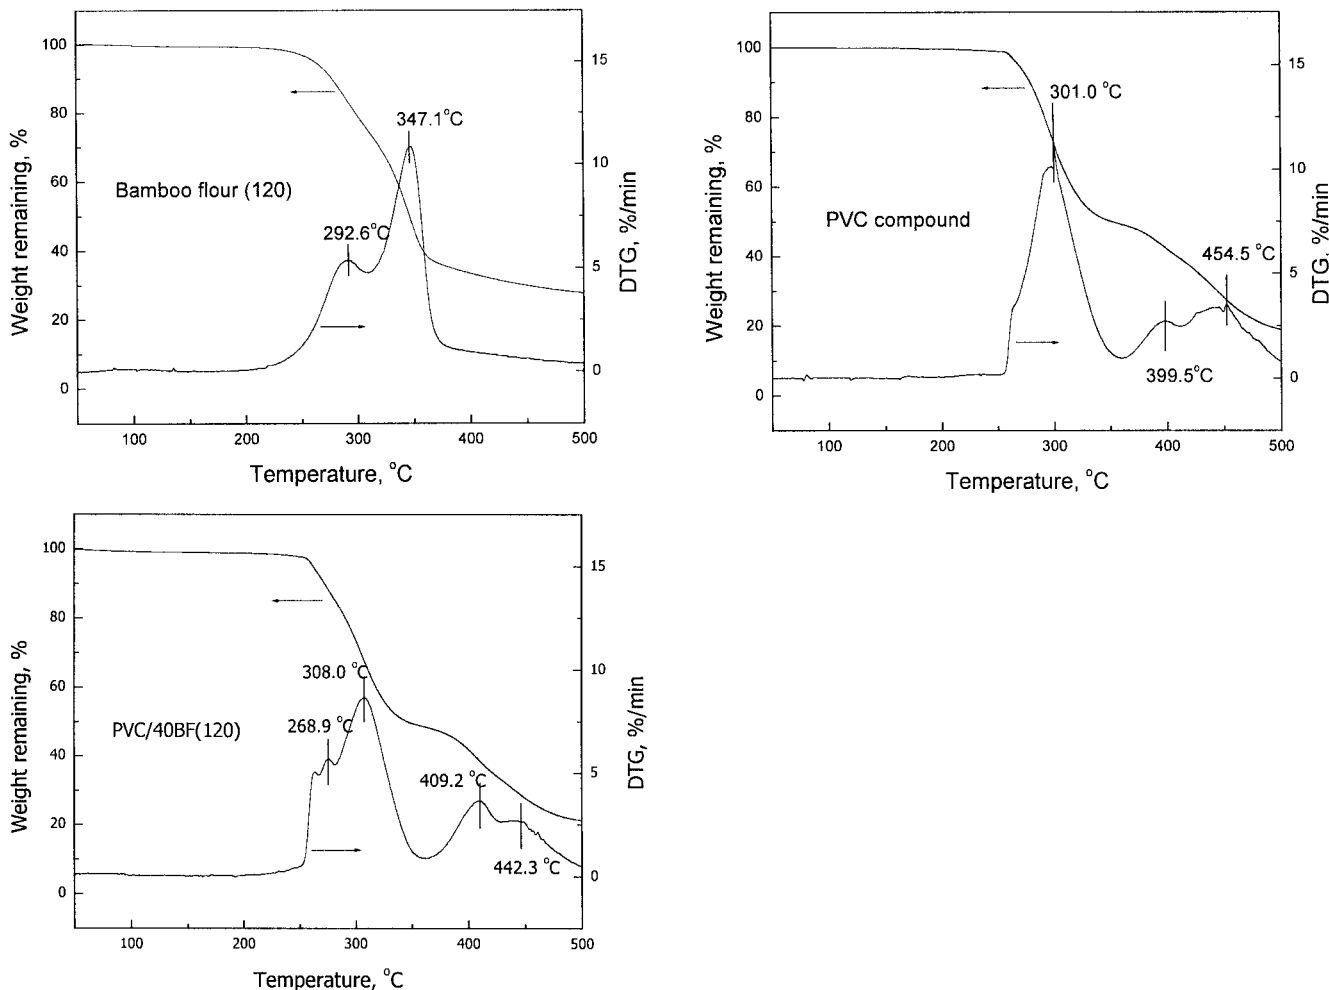 100
80
60
40
20
0
Weight remaining, %
15
10
5
0
DTG, %/min
347.1°C
Bamboo flour (120)
292.6°C
100 200 300 400 500
Temperature, °C
100
80
60
40
20
0
Weight remaining, %
15
10
5
0
DTG, %/min
301.0 °C
PVC compound
454.5 °C
399.5°C
100 200 300 400 500
Temperature, °C
100
80
60
40
20
0
Weight remaining, %
15
10
5
0
DTG, %/min
308.0 °C
268.9 °C
PVC/40BF(120)
409.2 °C
442.3 °C
100 200 300 400 500
Temperature, °C